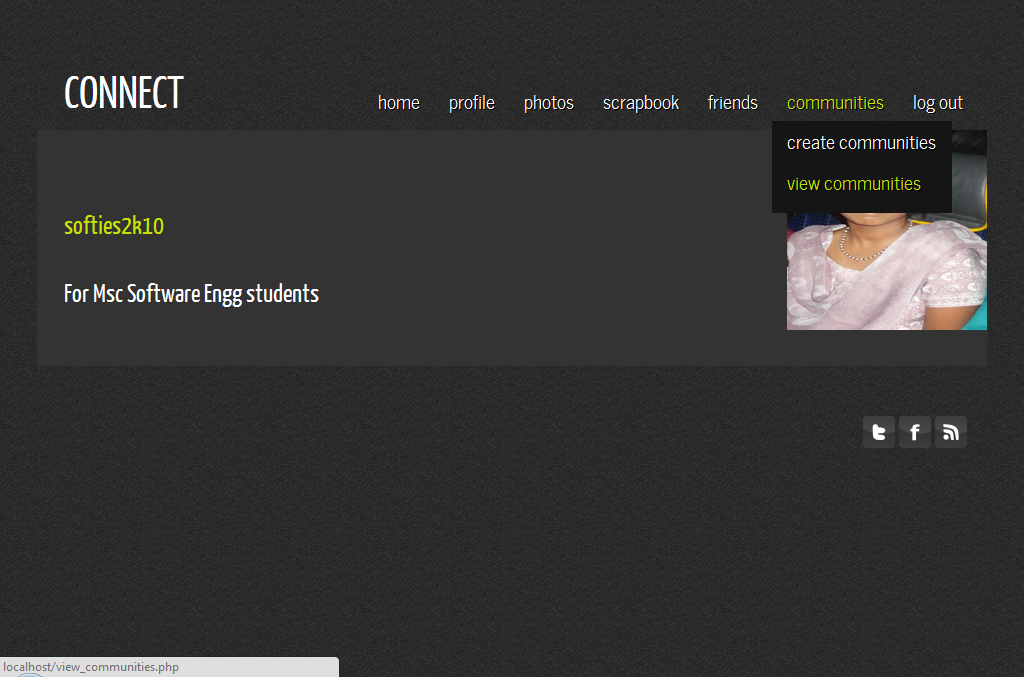 CONNECT
home profile photos scrapbook friends communities log out
create communities
view communities
softies2k10
For Msc Software Engg students
localhost/view_communities.php